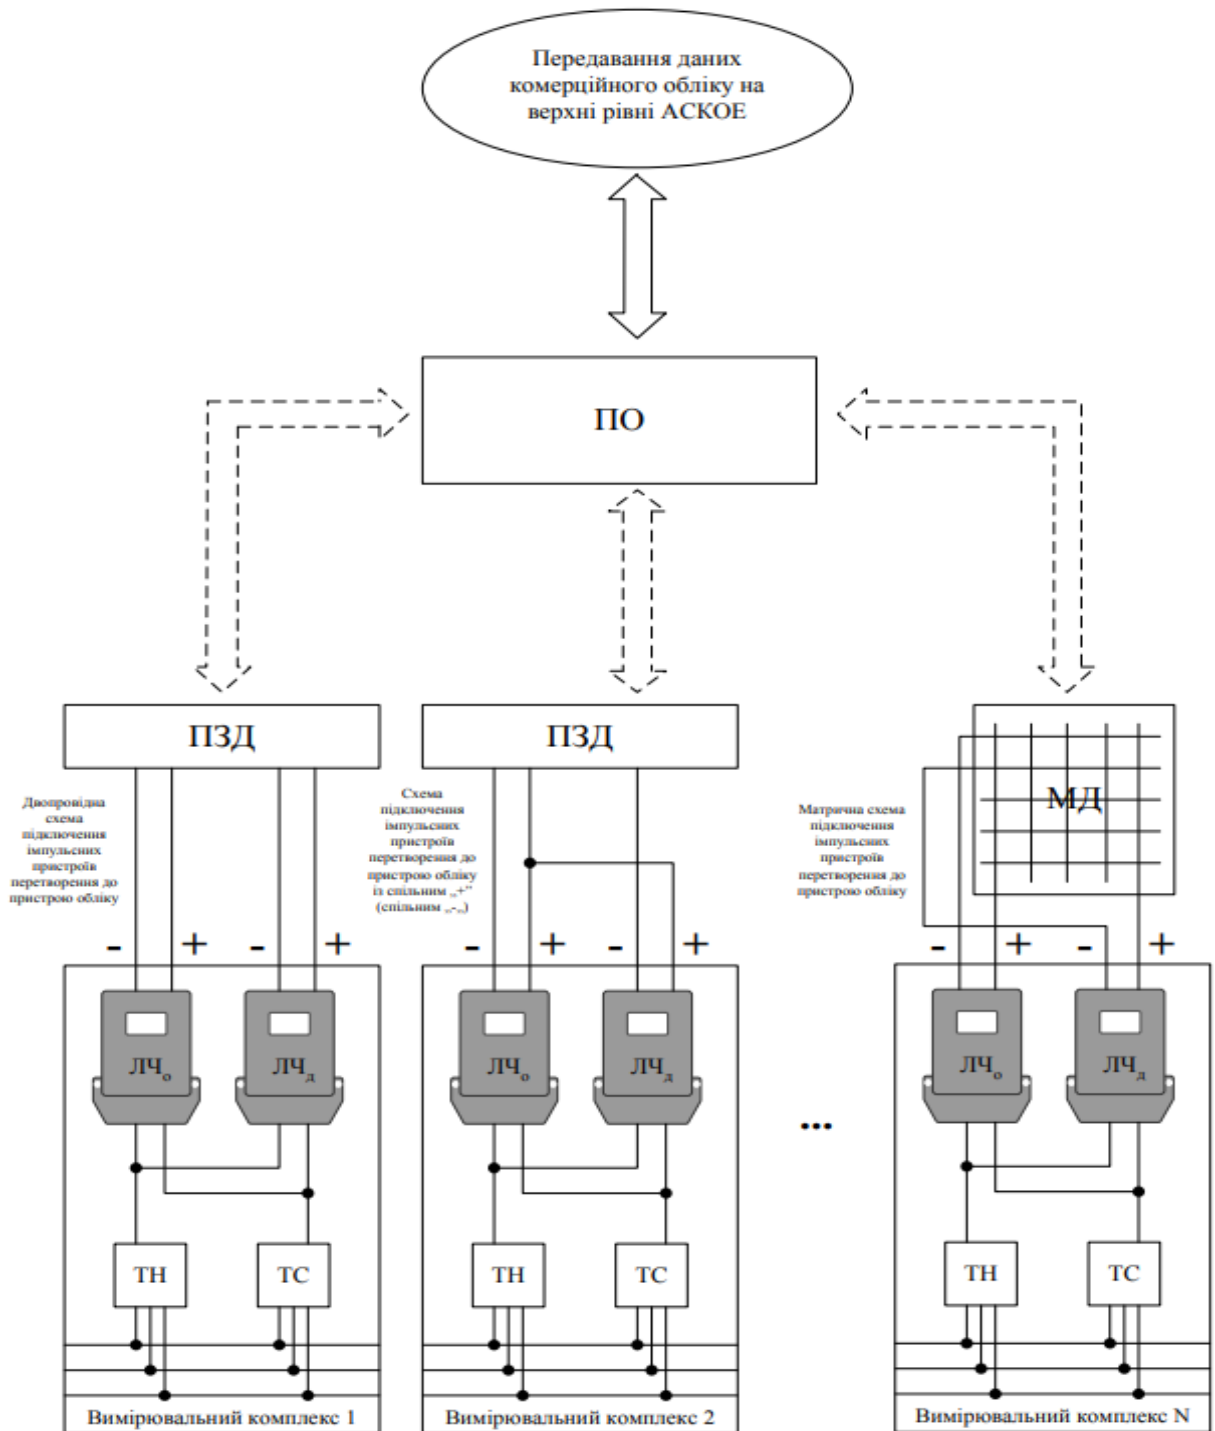 Передавання даних
комерційного обліку на
верхні рівні АСКОЕ
ПО
ПЗД
ПЗД
МД
Двопровідна
схема
підключення
імпульсних
пристроїв
перетворення до
пристрою обліку
Схема
підключення
імпульсних
пристроїв
перетворення до
пристрою обліку
із спільним „+”
(спільним „-„)
Матрична схема
підключення
імпульсних
пристроїв
перетворення до
пристрою обліку
- + - +
- + - +
- + - +
ЛЧо
ЛЧд
ЛЧо
ЛЧд
ЛЧо
ЛЧд
...
ТН
ТС
ТН
ТС
ТН
ТС
Вимірювальний комплекс 1
Вимірювальний комплекс 2
Вимірювальний комплекс N